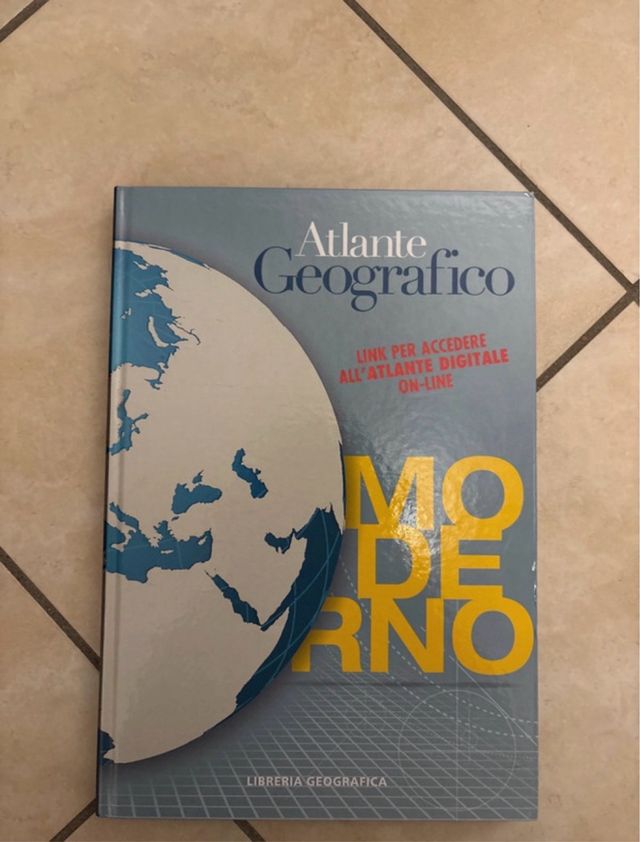 Atlante
Geografico
LINK PER ACCEDERE
ALL'ATLANTE DIGITALE
ON-LINE
MO
DE
RNO
LIBRERIA GEOGRAFICA